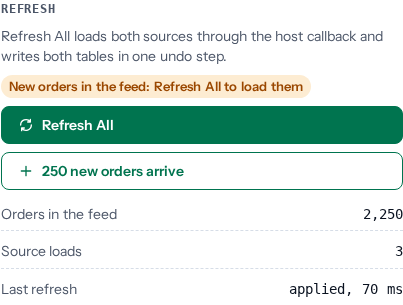 REFRESH
Refresh All loads both sources through the host callback and
writes both tables in one undo step.
New orders in the feed: Refresh All to load them
Refresh All
+ 250 new orders arrive
Orders in the feed 2,250
Source loads 3
Last refresh applied, 70 ms